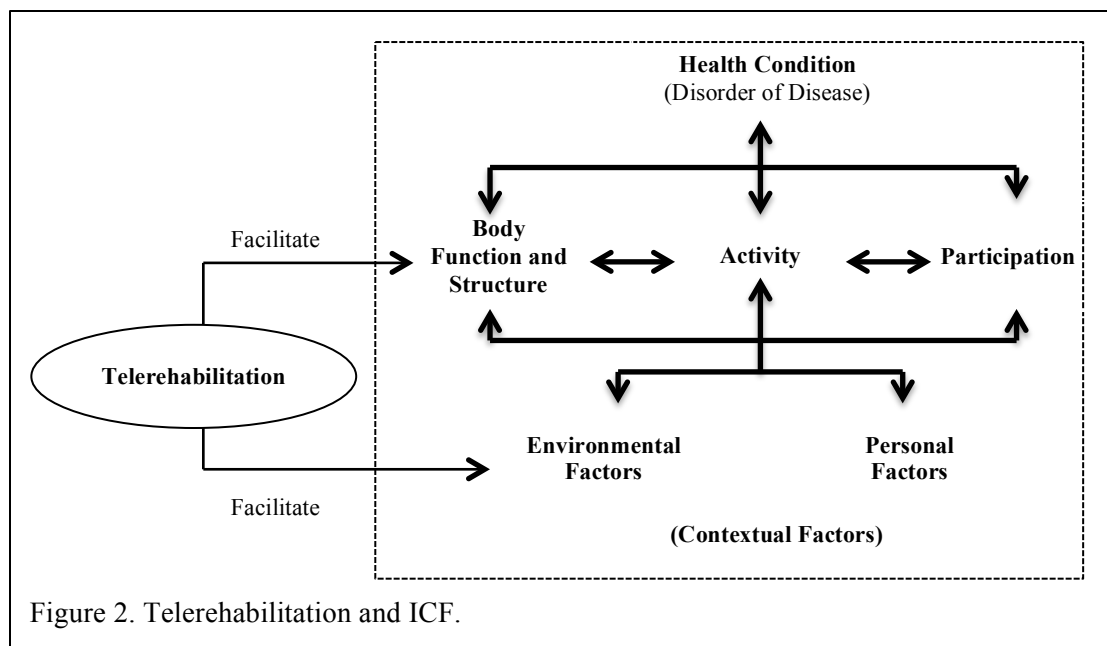 Health Condition
(Disorder of Disease)
Facilitate
Body
Function and
Structure
Activity
Participation
Telerehabilitation
Environmental
Factors
Personal
Factors
Facilitate
(Contextual Factors)
Figure 2. Telerehabilitation and ICF.